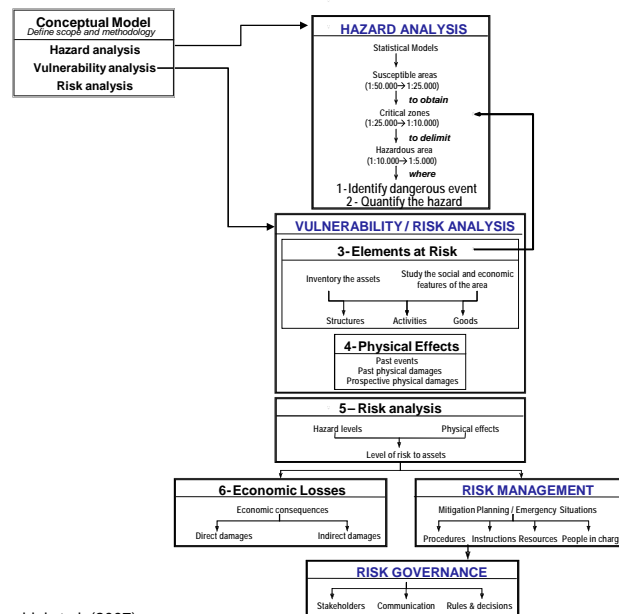 Conceptual Model
Define scope and methodology
Hazard analysis
Vulnerability analysis
Risk analysis
HAZARD ANALYSIS
Statistical Models
Susceptible areas
(1:50.000→1:25.000)
to obtain
Critical zones
(1:25.000→1:10.000)
to delimit
Hazardous area
(1:10.000→1:5.000)
where
1-Identify dangerous event
2- Quantify the hazard
VULNERABILITY / RISK ANALYSIS
3-Elements at Risk
Inventory the assets
Study the social and economic
features of the area
Structures Activities Goods
4-Physical Effects
Past events
Past physical damages
Prospective physical damages
5–Risk analysis
Hazard levels Physical effects
Level of risk to assets
6-Economic Losses
Economic consequences
Direct damages Indirect damages
RISK MANAGEMENT
Mitigation Planning / Emergency Situations
Procedures Instructions Resources People in charg
RISK GOVERNANCE
Stakeholders Communication Rules & decisions